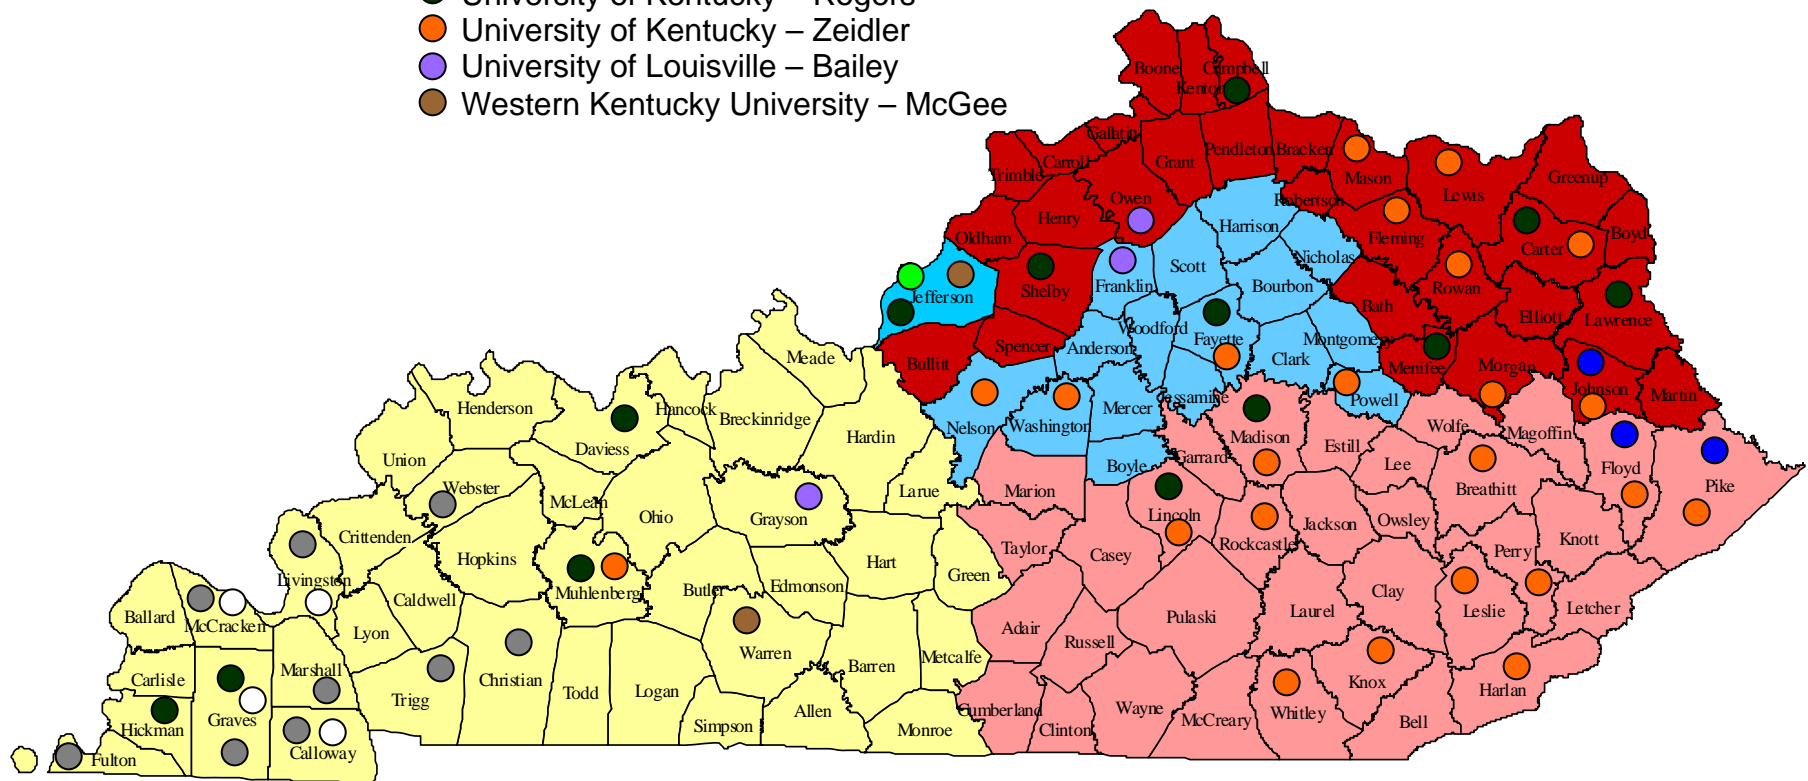 University of Kentucky – Rogers
University of Kentucky – Zeidler
University of Louisville – Bailey
Western Kentucky University – McGee
Boone
Campbell
Kenton
Gallatin
Carroll
Grant
Pendleton
Bracken
Trimble
Mason
Lewis
Greenup
Owen
Robertson
Henry
Harrison
Fleming
Oldham
Carter
Boyd
Scott
Nicholas
Franklin
Bourbon
Rowan
Jefferson
Shelby
Bath
Elliott
Lawrence
Woodford
Fayette
Montgomery
Anderson
Spencer
Clark
Meade
Bullitt
Menifee
Morgan
Johnson
Martin
Jessamine
Powell
Henderson
Hancock
Breckinridge
Mercer
Nelson
Washington
Wolfe
Magoffin
Hardin
Madison
Estill
Daviess
Union
Garrard
Boyle
Lee
Floyd
Webster
Larue
Marion
Breathitt
Pike
McLean
Ohio
Grayson
Lincoln
Jackson
Owsley
Crittenden
Rockcastle
Knott
Taylor
Casey
Perry
Hopkins
Hart
Green
Livingston
Edmonson
Butler
Muhlenberg
Clay
Caldwell
Leslie
Letcher
Laurel
Ballard
McCracken
Pulaski
Adair
Lyon
Russell
Warren
Metcalfe
Barren
Marshall
Carlisle
Christian
Knox
Harlan
Todd
Logan
Trigg
Cumberland
Wayne
Whitley
Allen
Graves
McCreary
Bell
Simpson
Hickman
Monroe
Clinton
Calloway
Fulton